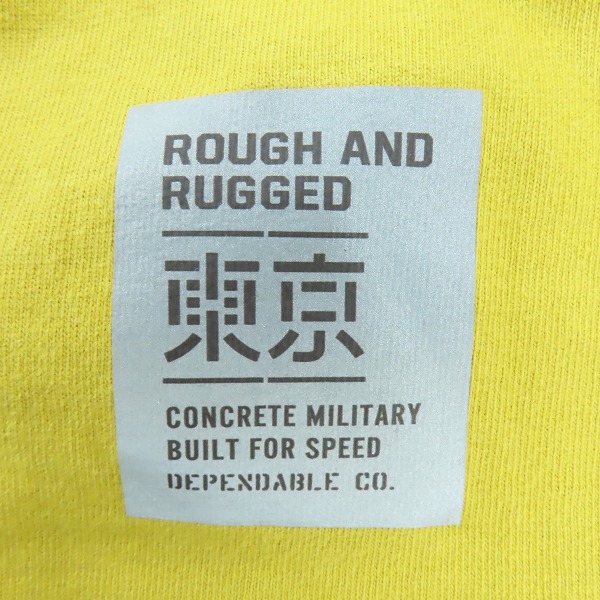 ROUGH AND
RUGGED
東京
CONCRETE MILITARY
BUILT FOR SPEED
DEPENDABLE CO.